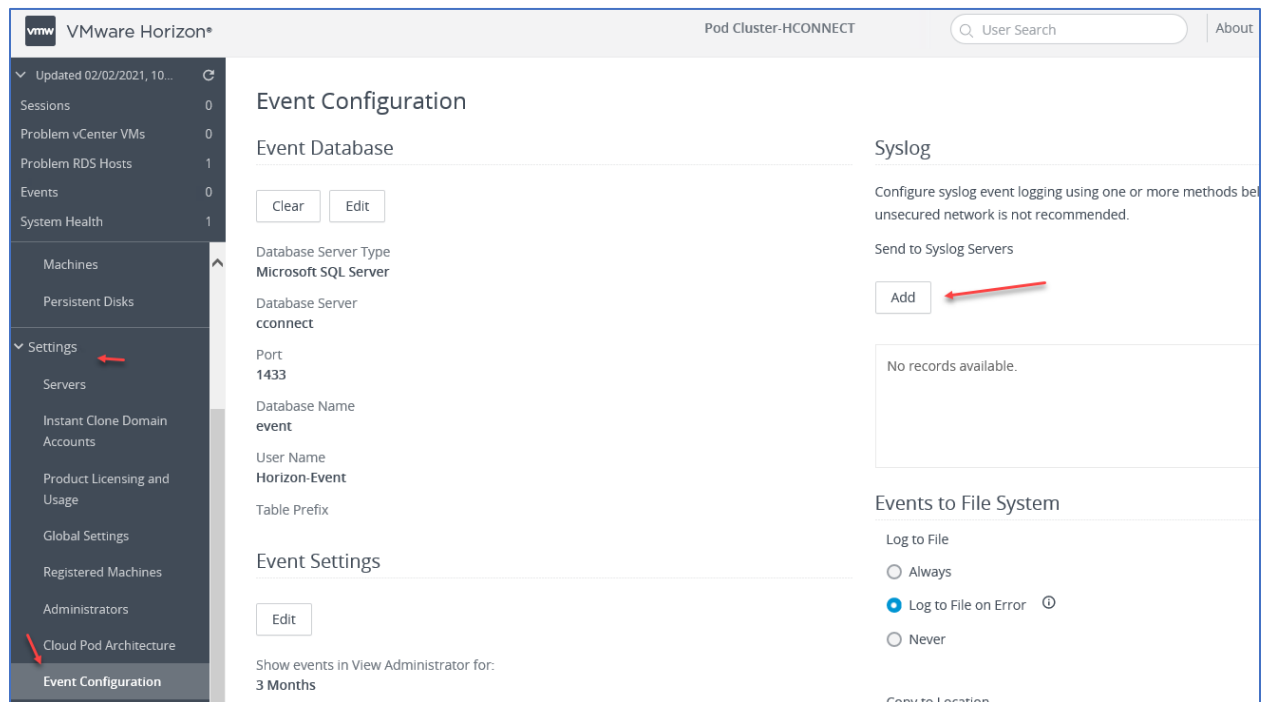 vmw VMware Horizon®
Pod Cluster-HCONNECT
User Search
About
Updated 02/02/2021, 10...
Sessions 0
Problem vCenter VMs 0
Problem RDS Hosts 1
Events 0
System Health 1
Machines
Persistent Disks
Settings
Servers
Instant Clone Domain
Accounts
Product Licensing and
Usage
Global Settings
Registered Machines
Administrators
Cloud Pod Architecture
Event Configuration
Event Configuration
Event Database
Clear Edit
Database Server Type
Microsoft SQL Server
Database Server
cconnect
Port
1433
Database Name
event
User Name
Horizon-Event
Table Prefix
Event Settings
Edit
Show events in View Administrator for:
3 Months
Syslog
Configure syslog event logging using one or more methods bel
unsecured network is not recommended.
Send to Syslog Servers
Add
No records available.
Events to File System
Log to File
Always
Log to File on Error
Never
Copy to Location